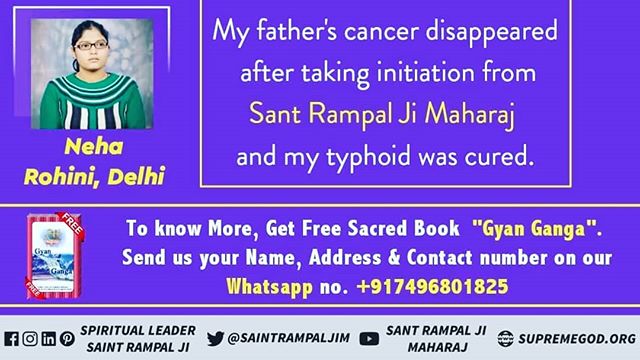 My father's cancer disappeared
after taking initiation from
Sant Rampal Ji Maharaj
and my typhoid was cured.
Neha
Rohini, Delhi
FREE
Gyan
Ganga
FREE
To know More, Get Free Sacred Book "Gyan Ganga".
Send us your Name, Address & Contact number on our
Whatsapp no. +917496801825
SPIRITUAL LEADER
SAINT RAMPAL JI
@SAINTRAMPALJIM
SANT RAMPAL JI
MAHARAJ
SUPREMEGOD.ORG